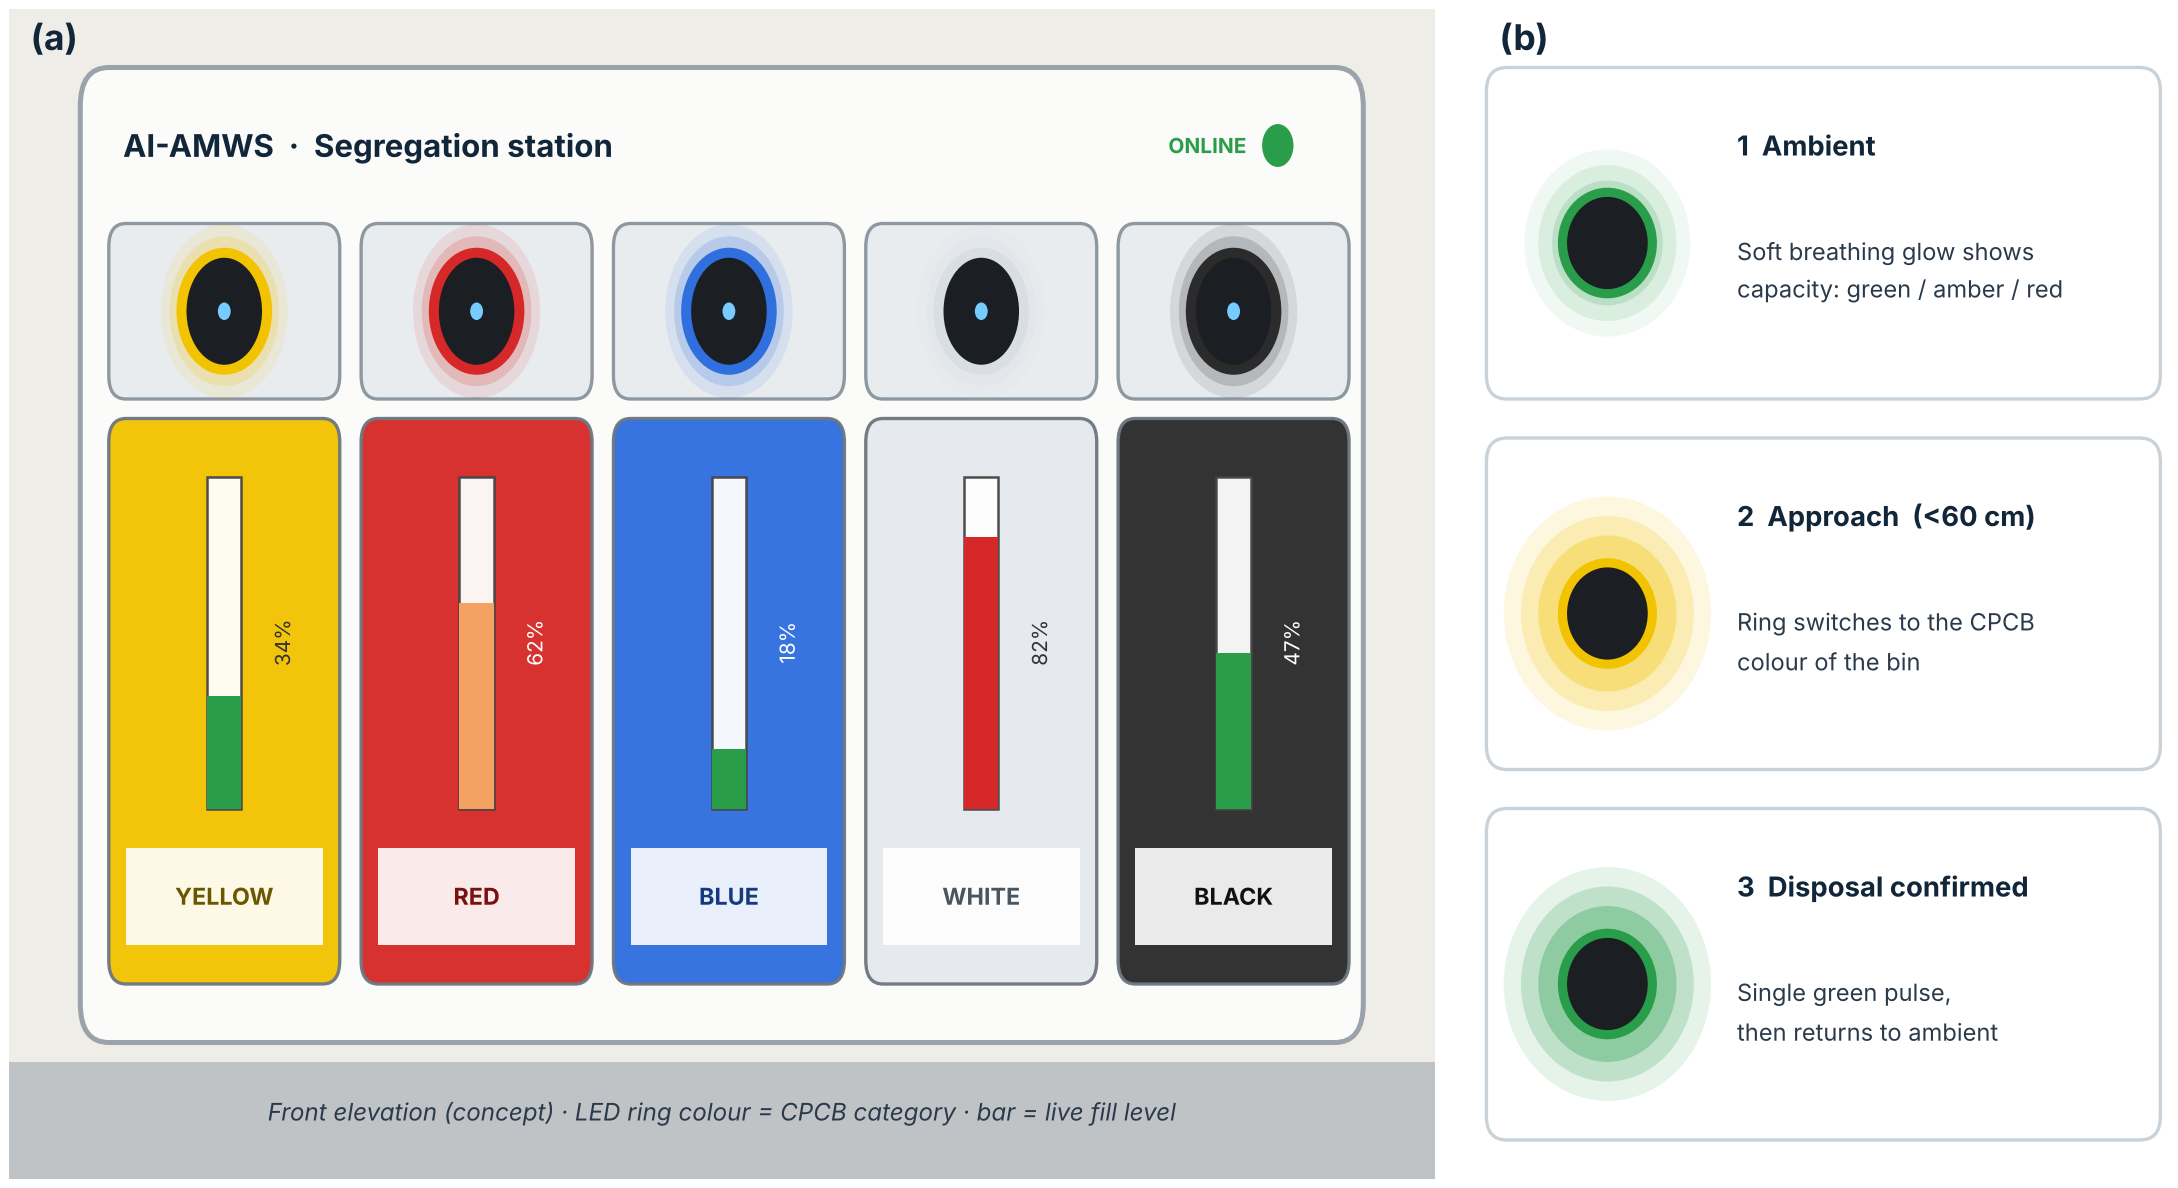 (a)
AI-AMWS · Segregation station
ONLINE
34%
62%
18%
82%
47%
YELLOW
RED
BLUE
WHITE
BLACK
Front elevation (concept) · LED ring colour = CPCB category · bar = live fill level
(b)
1 Ambient
Soft breathing glow shows
capacity: green / amber / red
2 Approach (<60 cm)
Ring switches to the CPCB
colour of the bin
3 Disposal confirmed
Single green pulse,
then returns to ambient